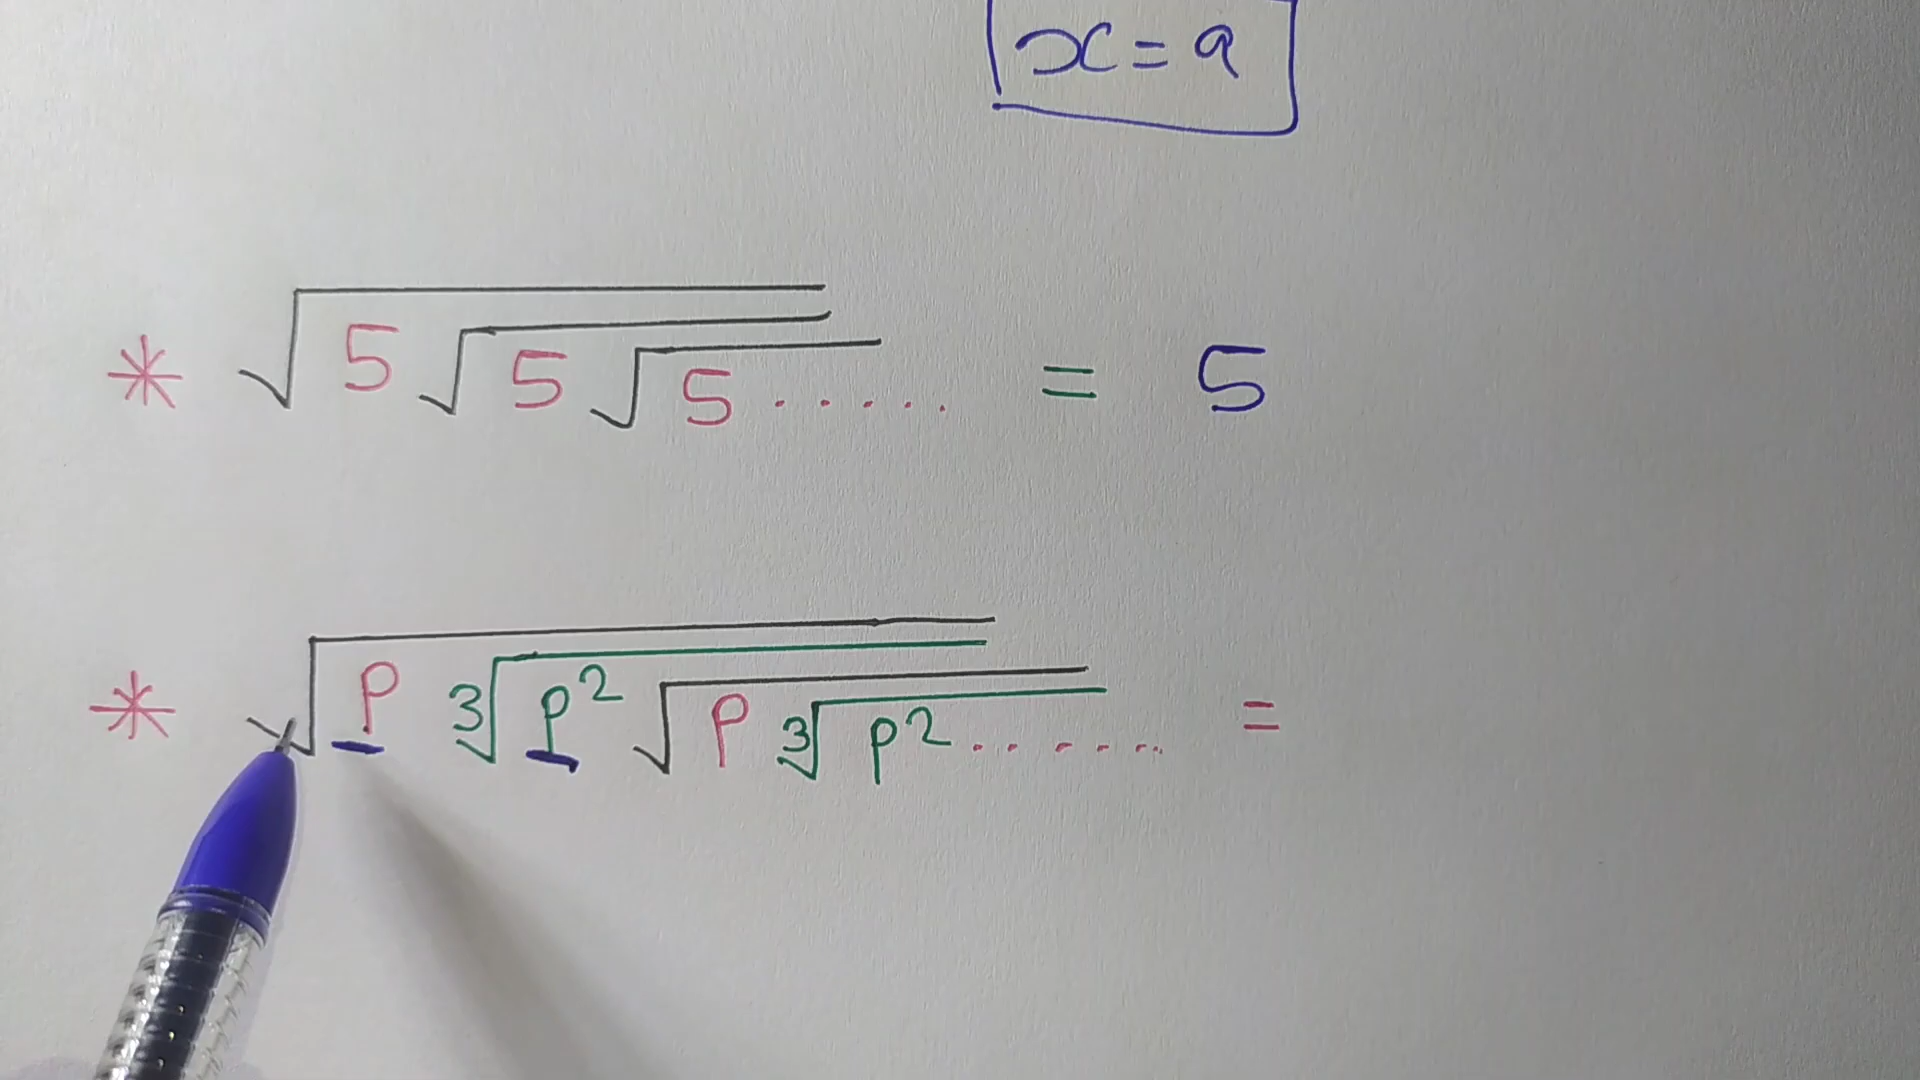 x = a
* √5√5√5..... = 5
* √p ∛p²√p ∛p²...... =